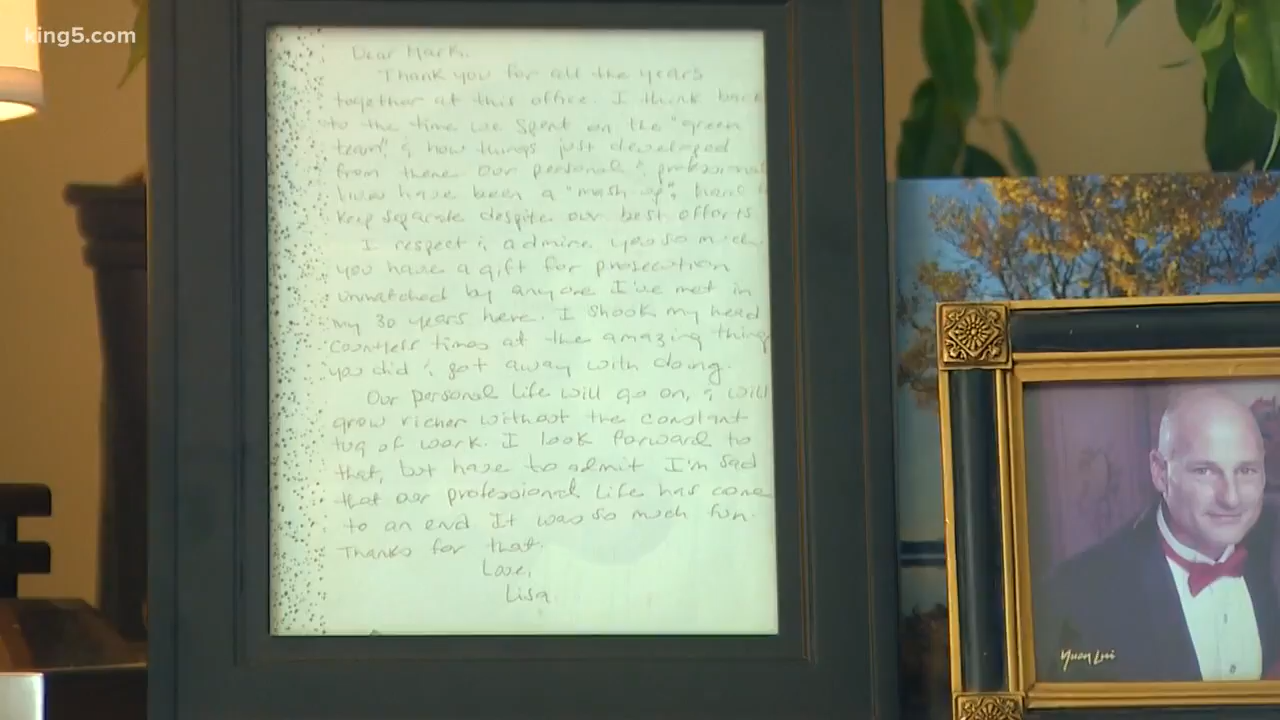 king5.com
Dear Mark,
Thank you for all the years
together at this office. I think back
to the time we spent on the "green
team", & how things just developed
from there. Our personal & professional
lives have been a "mash-up", hard to
keep separate despite our best efforts.
I respect & admire you so much.
You have a gift for prosecution
unmatched by anyone I've met in
my 30 years here. I shook my head
countless times at the amazing things
you did & got away with doing.
Our personal life will go on, & will
grow richer without the constant
tug of work. I look forward to
that, but have to admit I'm sad
that our professional life has come
to an end. It was so much fun.
Thanks for that.
Love,
Lisa
Yuen Lui